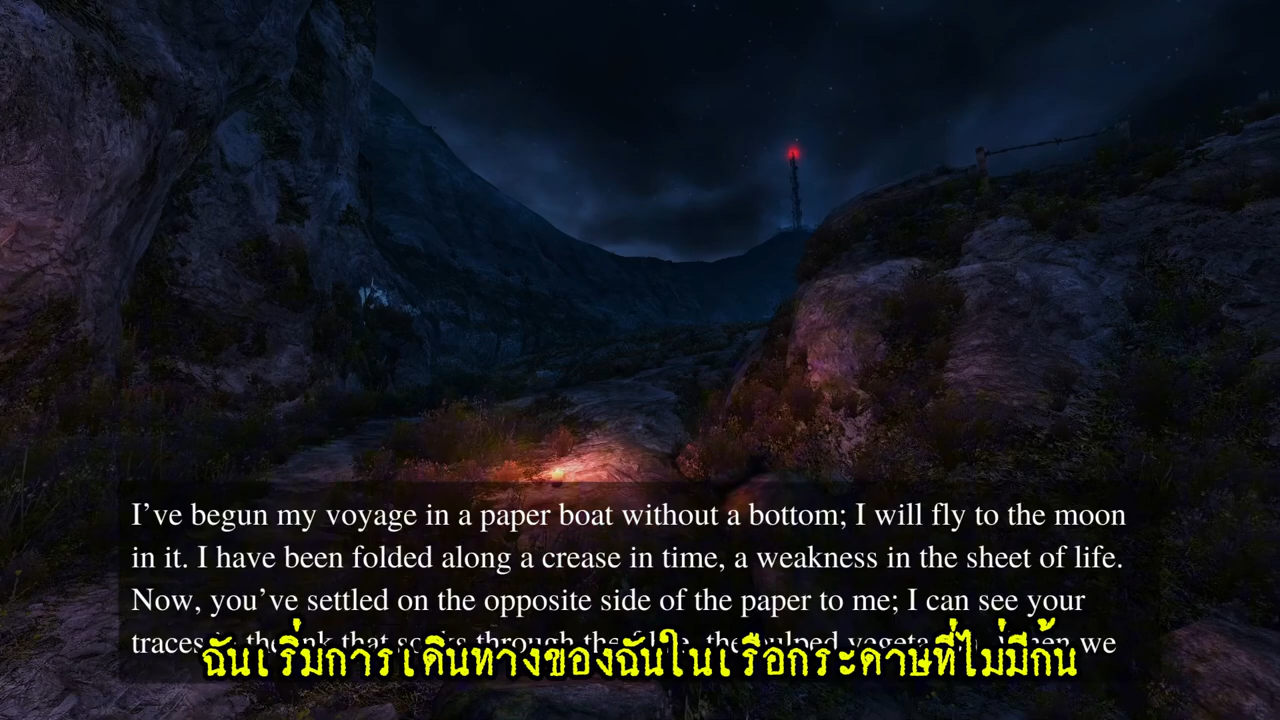 I’ve begun my voyage in a paper boat without a bottom; I will fly to the moon
in it. I have been folded along a crease in time, a weakness in the sheet of life.
Now, you’ve settled on the opposite side of the paper to me; I can see your
traces that through the we
ฉันเริ่มการเดินทางของฉันในเรือกระดาษที่ไม่มีก้น